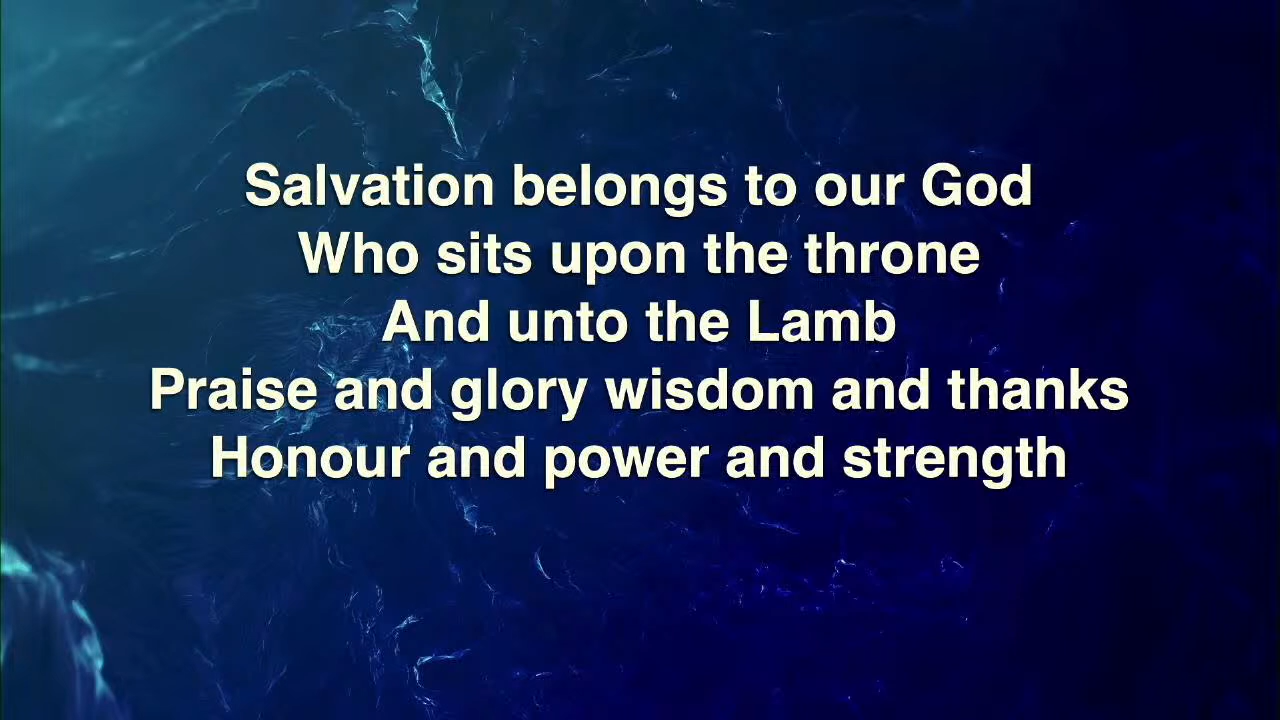 Salvation belongs to our God
Who sits upon the throne
And unto the Lamb
Praise and glory wisdom and thanks
Honour and power and strength